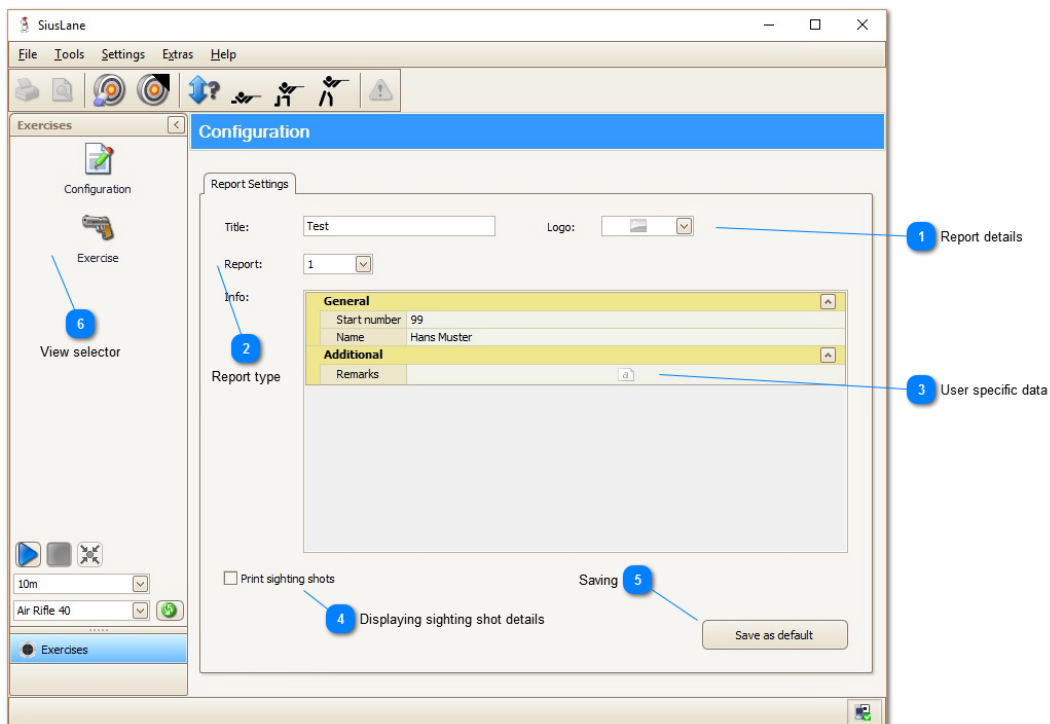 SiusLane
File Tools Settings Extras Help
Exercises
Configuration
Exercise
Configuration
Report Settings
Title: Test Logo:
Report: 1
Info:
General
Start number 99
Name Hans Muster
Additional
Remarks a
1 Report details
2
Report type
3 User specific data
6
View selector
Print sighting shots
Saving 5
4 Displaying sighting shot details
Save as default
10m
Air Rifle 40
Exercises